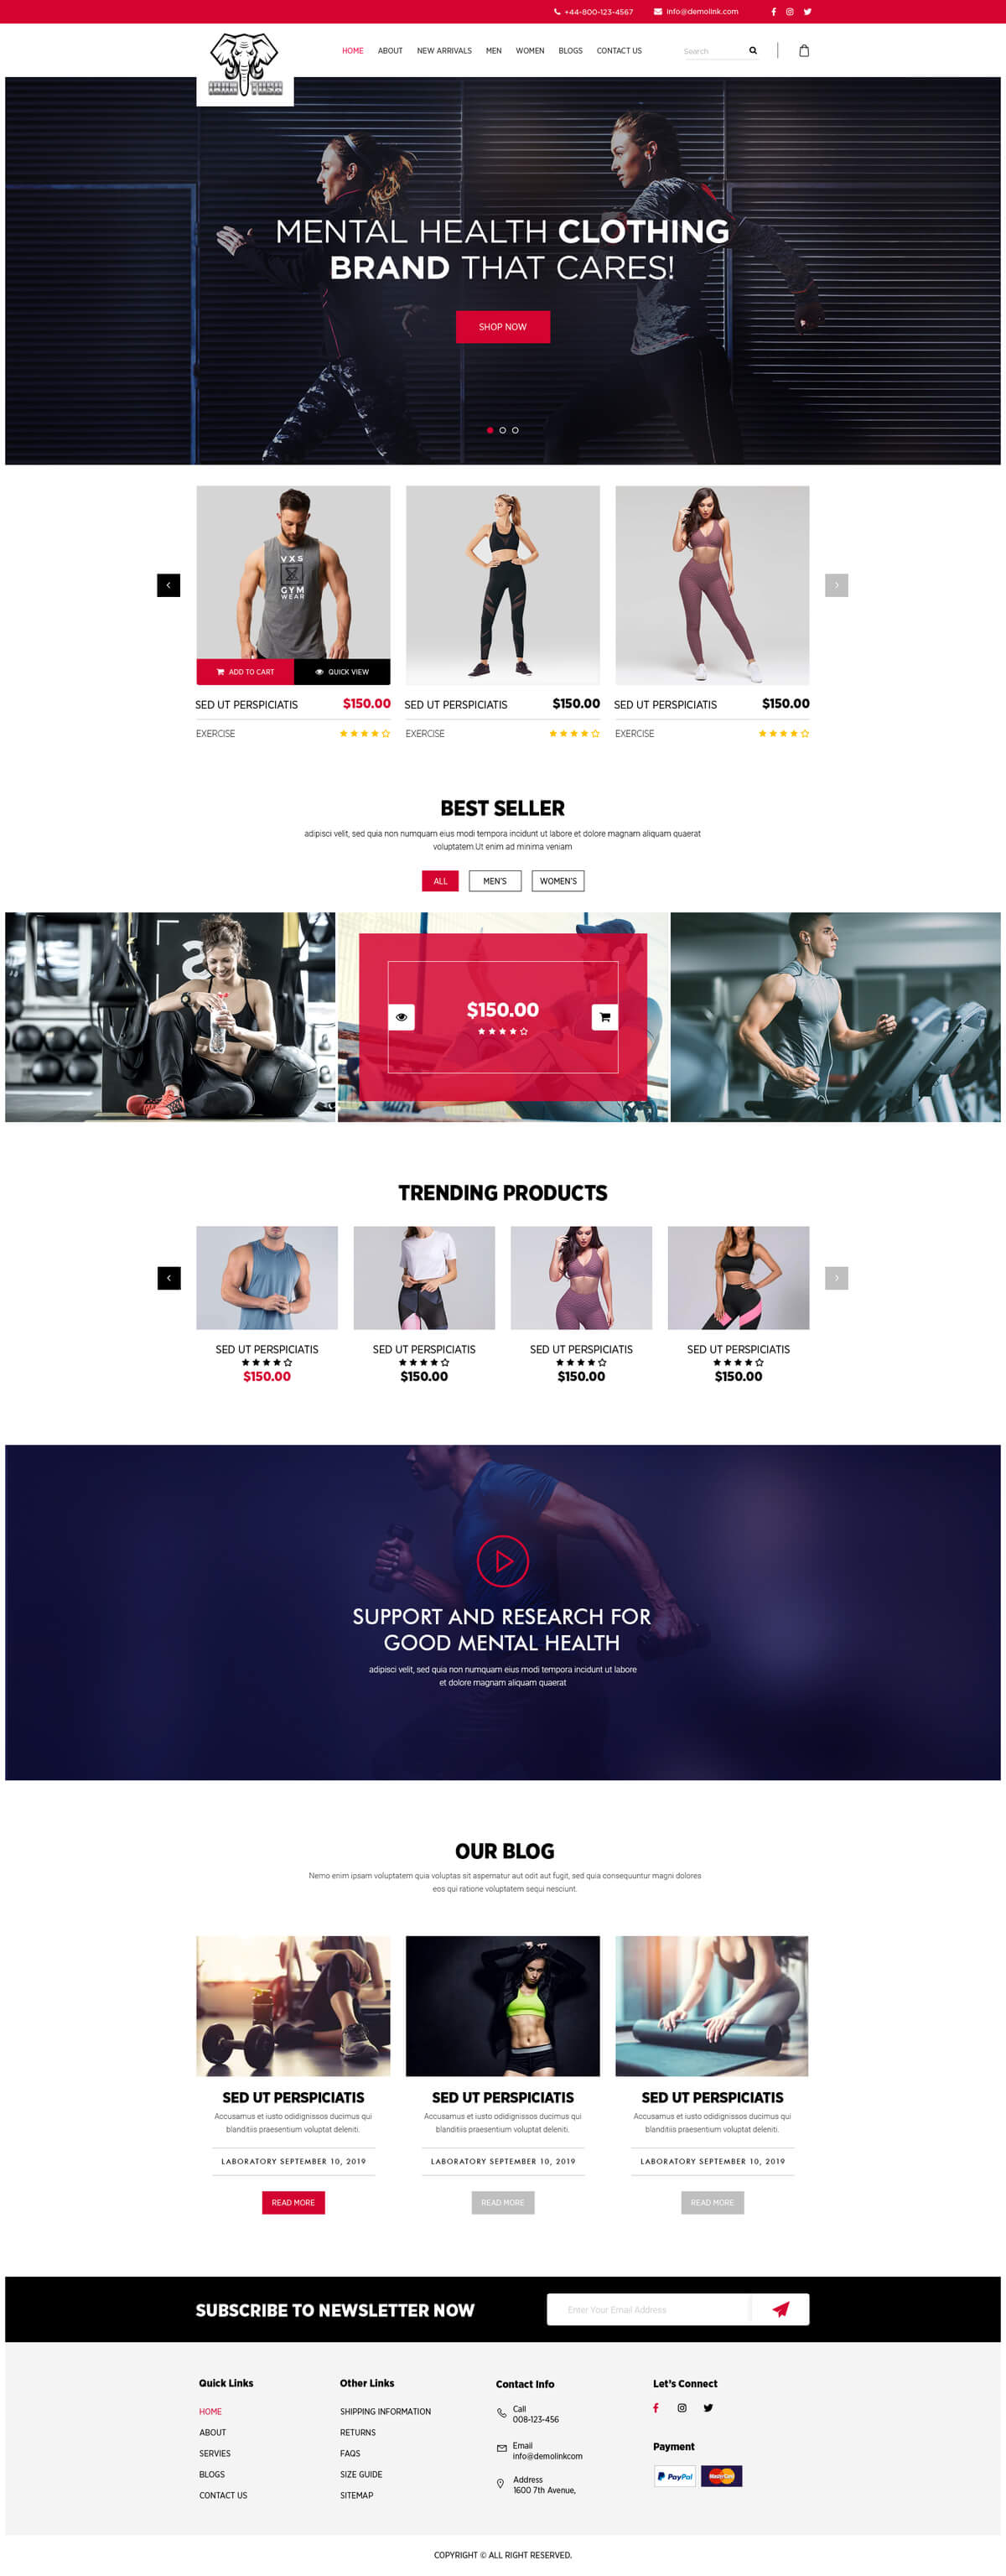 +44-800-123-4567
info@demolink.com
HOME ABOUT NEW ARRIVALS MEN WOMEN BLOGS CONTACT US
Search
IRON TUSK
MENTAL HEALTH CLOTHING
BRAND THAT CARES!
SHOP NOW
VXS
GYM
WEAR
ADD TO CART
QUICK VIEW
SED UT PERSPICIATIS $150.00
EXERCISE
SED UT PERSPICIATIS $150.00
EXERCISE
SED UT PERSPICIATIS $150.00
EXERCISE
BEST SELLER
adipisci velit, sed quia non numquam eius modi tempora incidunt ut labore et dolore magnam aliquam quaerat
voluptatem.Ut enim ad minima veniam
ALL MEN'S WOMEN'S
$150.00
TRENDING PRODUCTS
SED UT PERSPICIATIS
$150.00
SED UT PERSPICIATIS
$150.00
SED UT PERSPICIATIS
$150.00
SED UT PERSPICIATIS
$150.00
SUPPORT AND RESEARCH FOR
GOOD MENTAL HEALTH
adipisci velit, sed quia non numquam eius modi tempora incidunt ut labore
et dolore magnam aliquam quaerat
OUR BLOG
Nemo enim ipsam voluptatem quia voluptas sit aspernatur aut odit aut fugit, sed quia consequuntur magni dolores
eos qui ratione voluptatem sequi nesciunt.
SED UT PERSPICIATIS
Accusamus et iusto odidignissos ducimus qui
blanditiis praesentium voluptat deleniti.
LABORATORY SEPTEMBER 10, 2019
READ MORE
SED UT PERSPICIATIS
Accusamus et iusto odidignissos ducimus qui
blanditiis praesentium voluptat deleniti.
LABORATORY SEPTEMBER 10, 2019
READ MORE
SED UT PERSPICIATIS
Accusamus et iusto odidignissos ducimus qui
blanditiis praesentium voluptat deleniti.
LABORATORY SEPTEMBER 10, 2019
READ MORE
SUBSCRIBE TO NEWSLETTER NOW
Enter Your Email Address
Quick Links
HOME
ABOUT
SERVIES
BLOGS
CONTACT US
Other Links
SHIPPING INFORMATION
RETURNS
FAQS
SIZE GUIDE
SITEMAP
Contact Info
Call
008-123-456
Email
info@demolinkcom
Address
1600 7th Avenue,
Let's Connect
Payment
PayPal
MasterCard
COPYRIGHT © ALL RIGHT RESERVED.